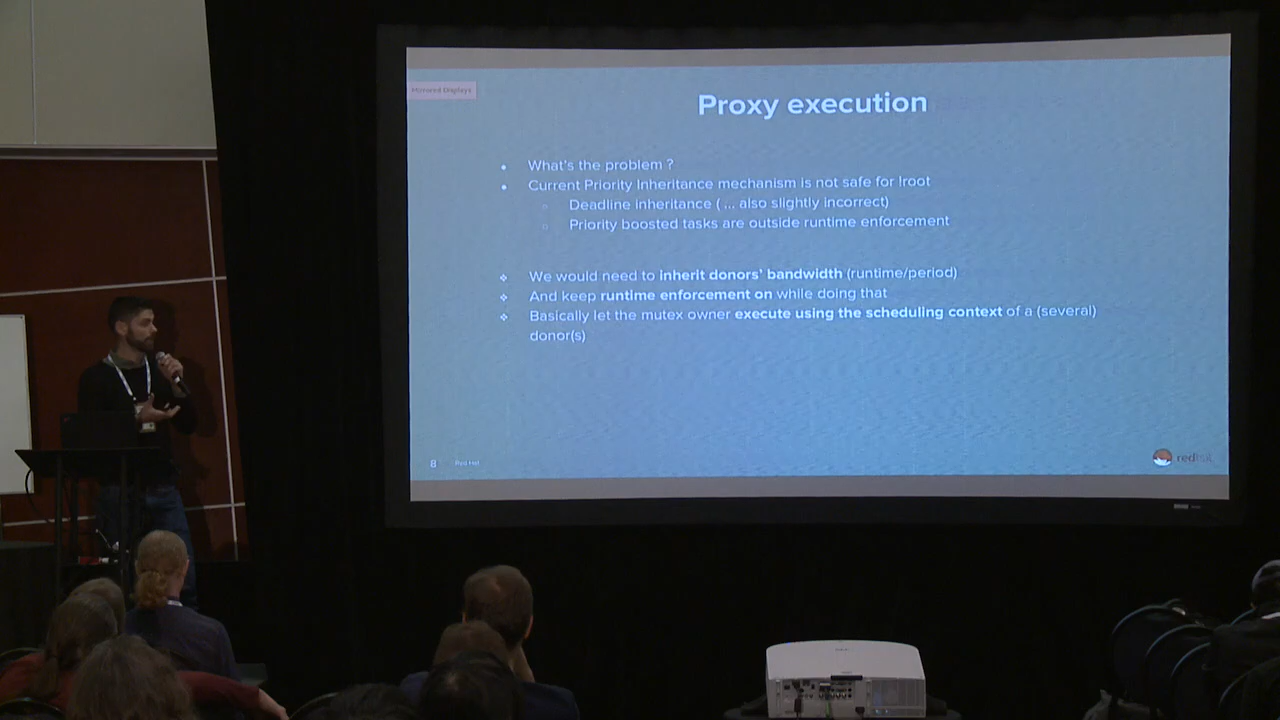 Mirrored Displays
Proxy execution
What's the problem ?
Current Priority Inheritance mechanism is not safe for !root
Deadline inheritance ( ... also slightly incorrect)
Priority boosted tasks are outside runtime enforcement
We would need to inherit donors' bandwidth (runtime/period)
And keep runtime enforcement on while doing that
Basically let the mutex owner execute using the scheduling context of a (several)
donor(s)
8 Red Hat
redhat